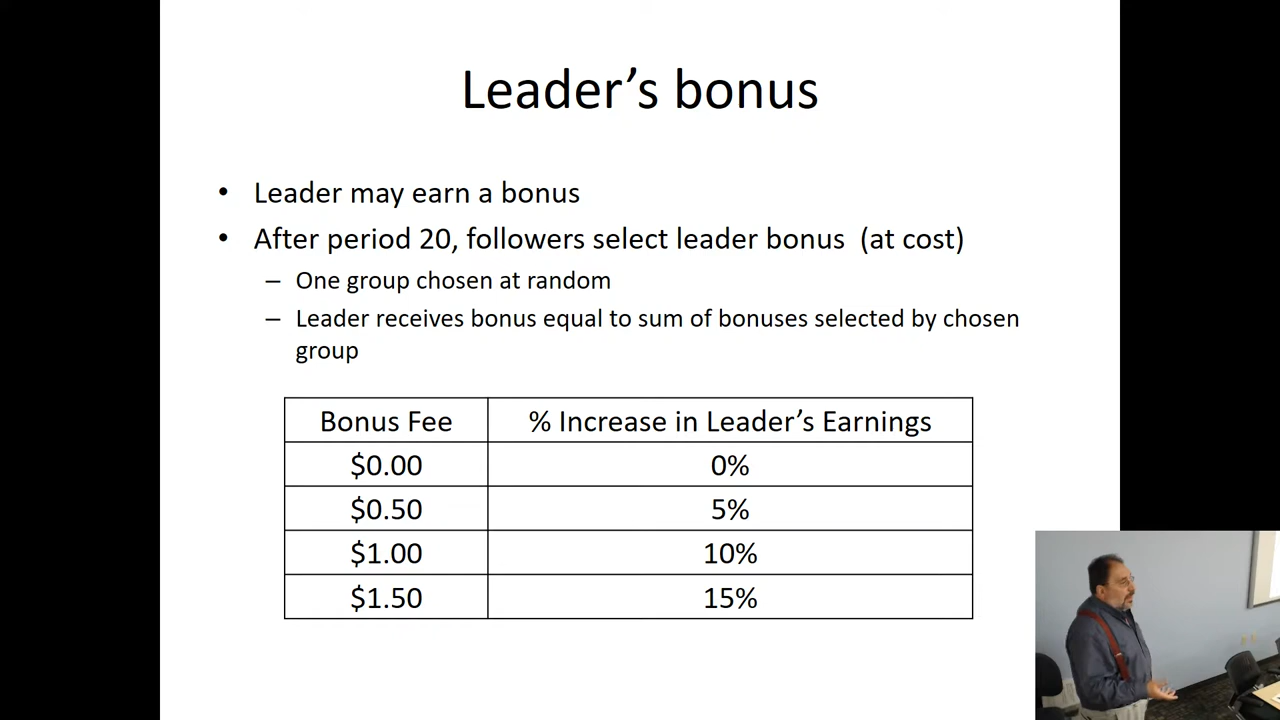 Leader’s bonus
• Leader may earn a bonus
• After period 20, followers select leader bonus (at cost)
– One group chosen at random
– Leader receives bonus equal to sum of bonuses selected by chosen
group
Bonus Fee % Increase in Leader’s Earnings
$0.00 0%
$0.50 5%
$1.00 10%
$1.50 15%